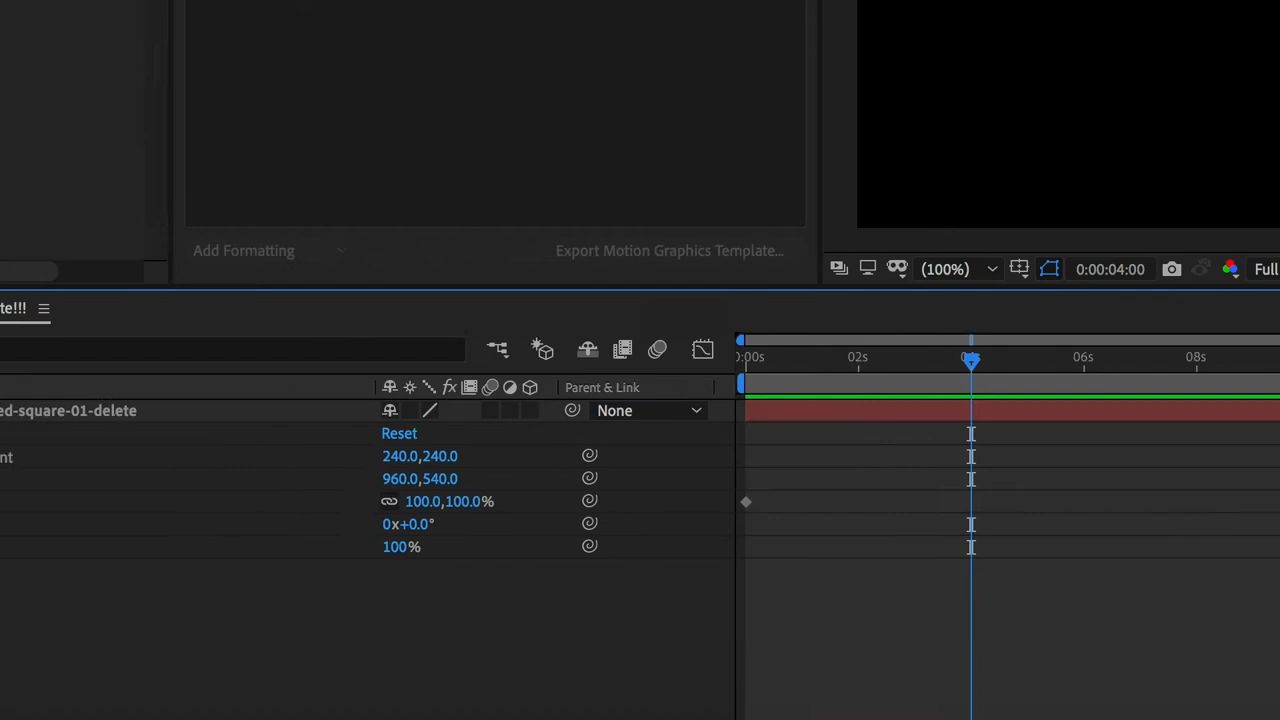 Add Formatting
Export Motion Graphics Template...
(100%)
0:00:04:00
Full
te!!!
:00s
02s
06s
08s
fx
Parent & Link
ed-square-01-delete
None
Reset
nt
240.0,240.0
960.0,540.0
100.0,100.0%
0x+0.0°
100%